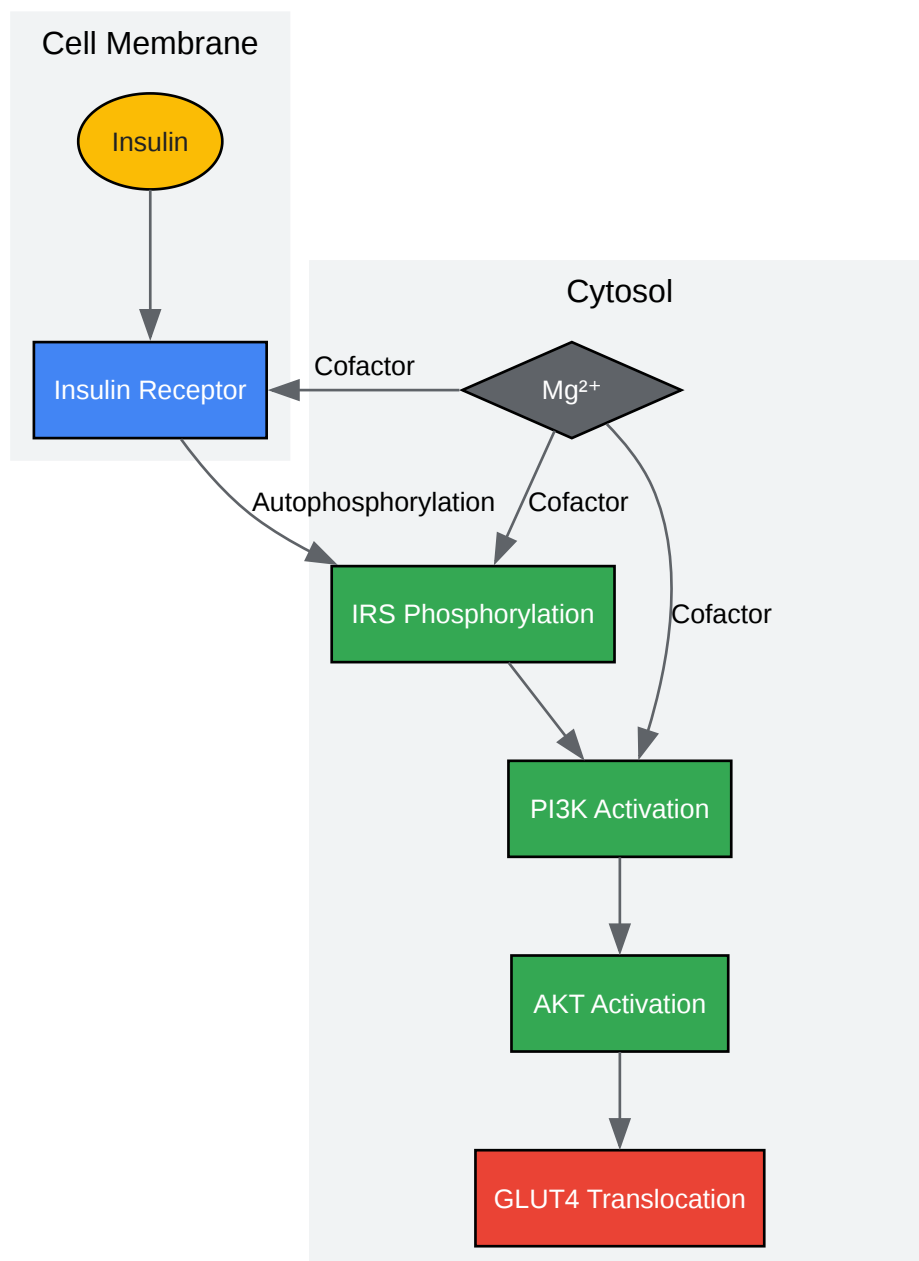 Cell Membrane
Insulin
Cytosol
Cofactor
Insulin Receptor
Mg²⁺
Autophosphorylation
Cofactor
IRS Phosphorylation
Cofactor
PI3K Activation
AKT Activation
GLUT4 Translocation